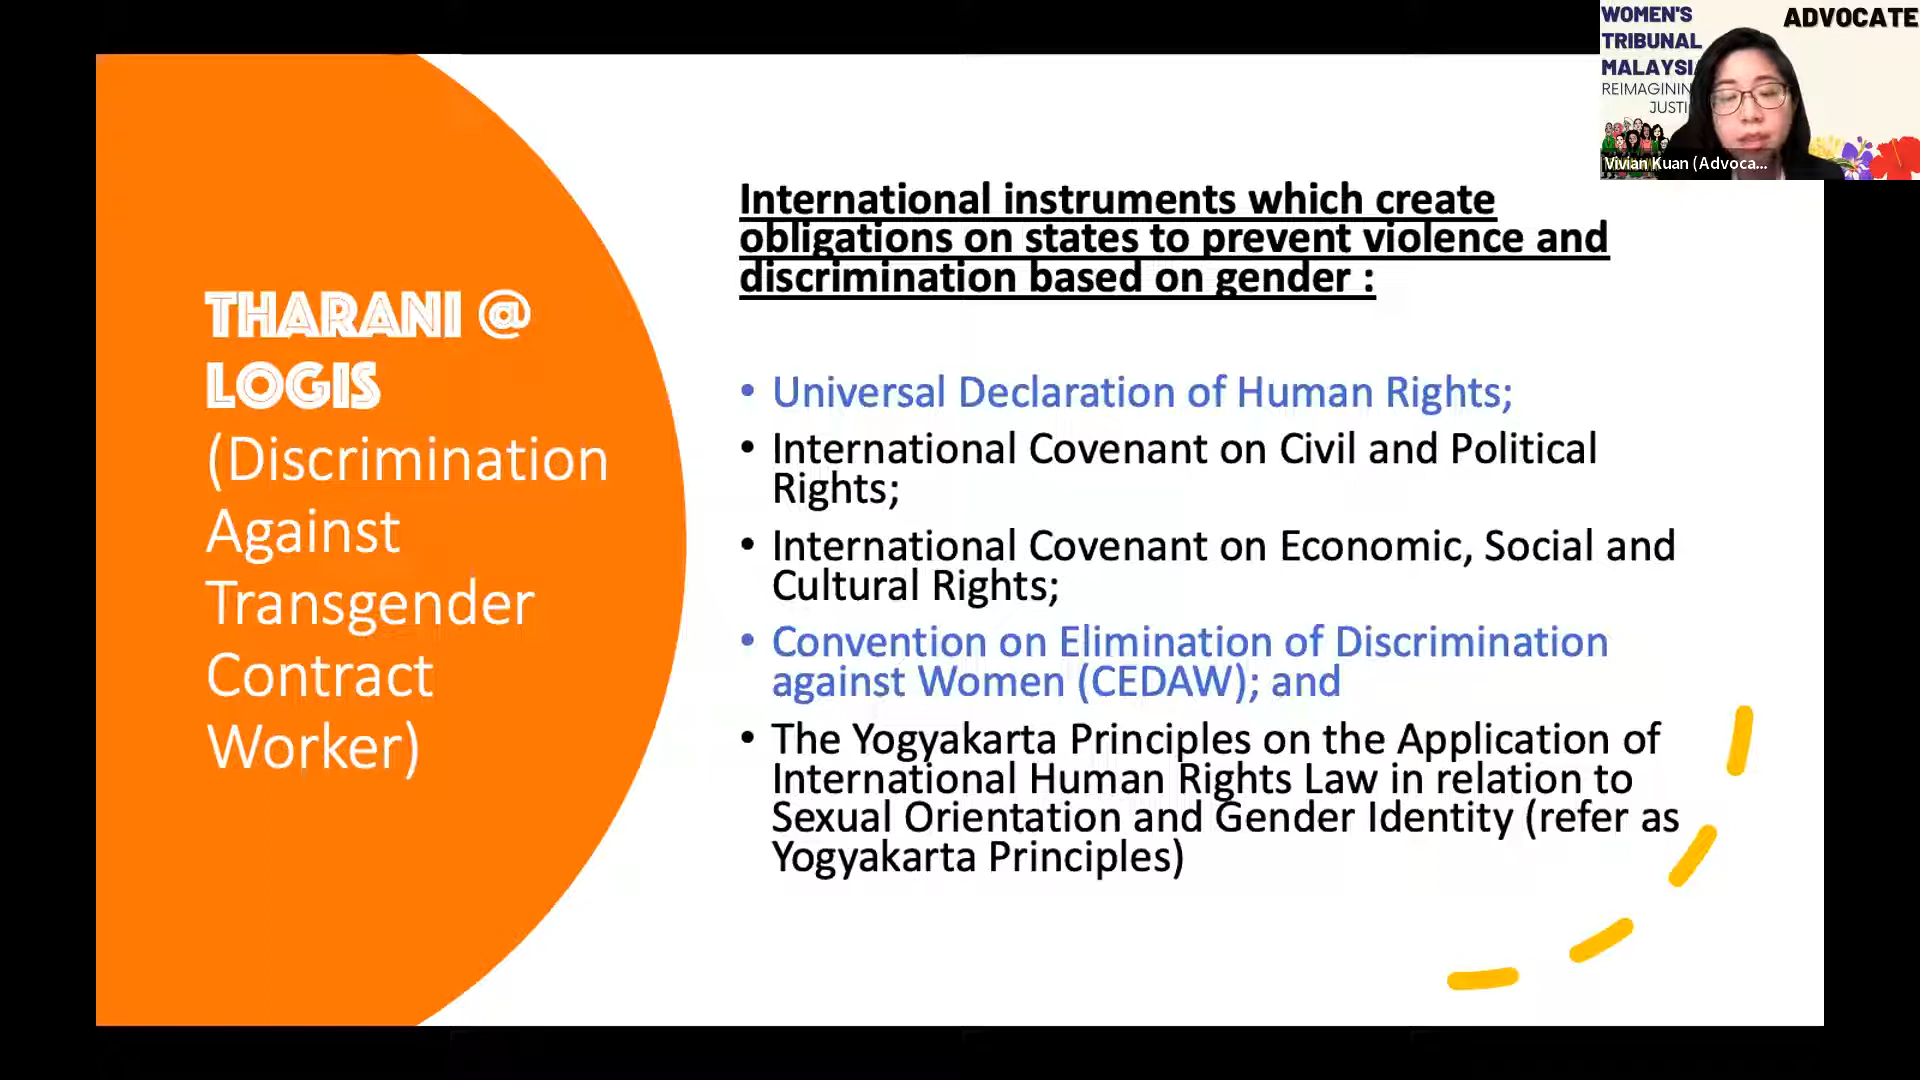 THARANI @
LOGIS
(Discrimination
Against
Transgender
Contract
Worker)
International instruments which create
obligations on states to prevent violence and
discrimination based on gender :
• Universal Declaration of Human Rights;
• International Covenant on Civil and Political
Rights;
• International Covenant on Economic, Social and
Cultural Rights;
• Convention on Elimination of Discrimination
against Women (CEDAW); and
• The Yogyakarta Principles on the Application of
International Human Rights Law in relation to
Sexual Orientation and Gender Identity (refer as
Yogyakarta Principles)
WOMEN'S
TRIBUNAL
MALAYSI
REIMAGININ
JUSTI
ADVOCATE
Vivian Kuan (Advoca...